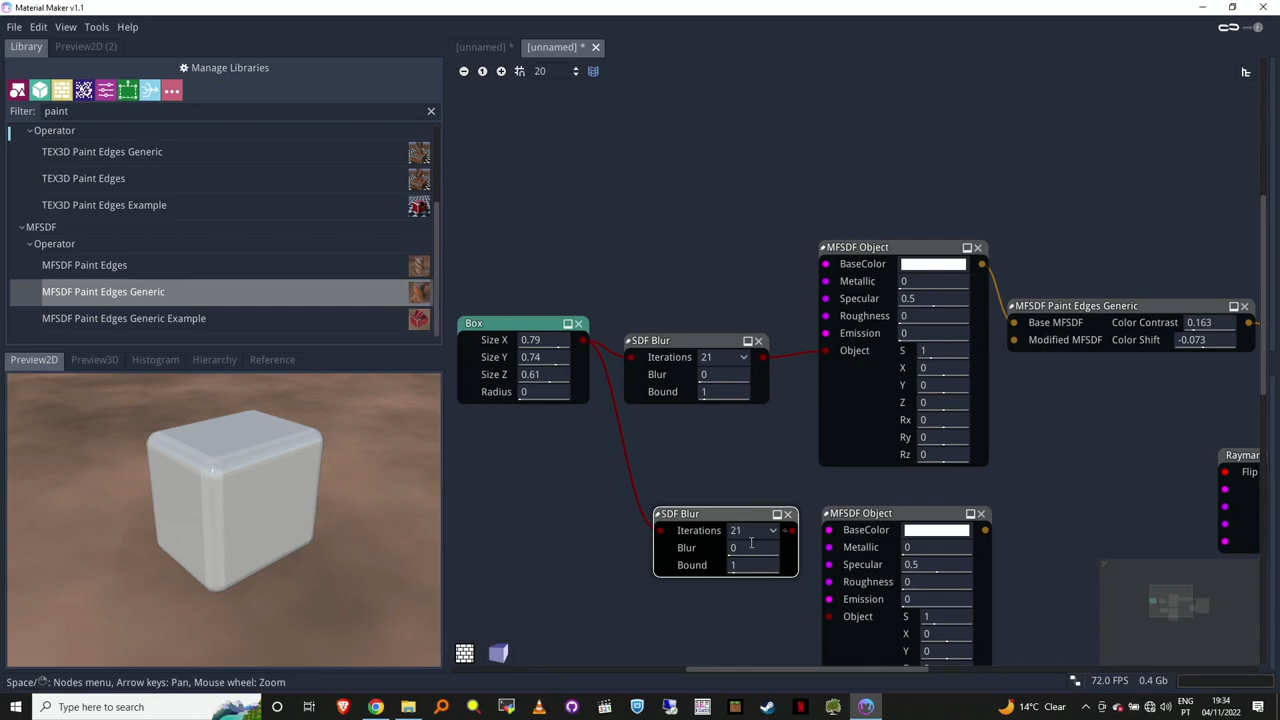 Material Maker v1.1
File Edit View Tools Help
Library Preview2D (2)
[unnamed] * [unnamed] *
Manage Libraries
20
Filter: paint
Operator
TEX3D Paint Edges Generic
TEX3D Paint Edges
TEX3D Paint Edges Example
MFSDF
Operator
MFSDF Paint Edges
MFSDF Paint Edges Generic
MFSDF Paint Edges Generic Example
Preview2D Preview3D Histogram Hierarchy Reference
Box
Size X 0.79
Size Y 0.74
Size Z 0.61
Radius 0
SDF Blur
Iterations 21
Blur 0
Bound 1
MFSDF Object
BaseColor
Metallic 0
Specular 0.5
Roughness 0
Emission 0
Object S 1
X 0
Y 0
Z 0
Rx 0
Ry 0
Rz 0
MFSDF Paint Edges Generic
Base MFSDF Color Contrast 0.163
Modified MFSDF Color Shift -0.073
SDF Blur
Iterations 21
Blur 0
Bound 1
MFSDF Object
BaseColor
Metallic 0
Specular 0.5
Roughness 0
Emission 0
Object S 1
X 0
Y 0
Raymar
Flip
Space/ : Nodes menu, Arrow keys: Pan, Mouse wheel: Zoom
72.0 FPS 0.4 Gb
Type here to search
14°C Clear
ENG
PT
19:34
04/11/2022